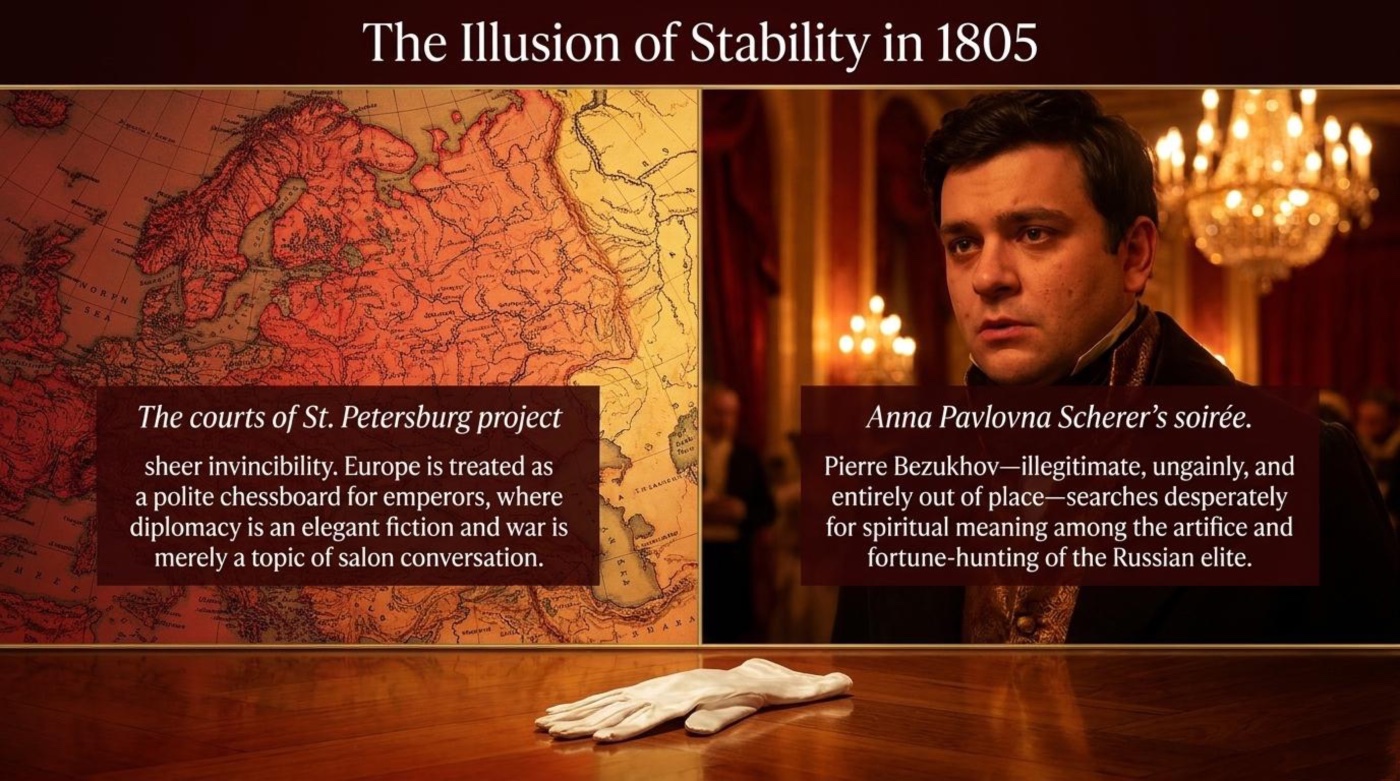 The Illusion of Stability in 1805
NORTH
SEA
The courts of St. Petersburg project
sheer invincibility. Europe is treated as
a polite chessboard for emperors, where
diplomacy is an elegant fiction and war is
merely a topic of salon conversation.
Anna Pavlovna Scherer’s soirée.
Pierre Bezukhov—illegitimate, ungainly, and
entirely out of place—searches desperately
for spiritual meaning among the artifice and
fortune-hunting of the Russian elite.